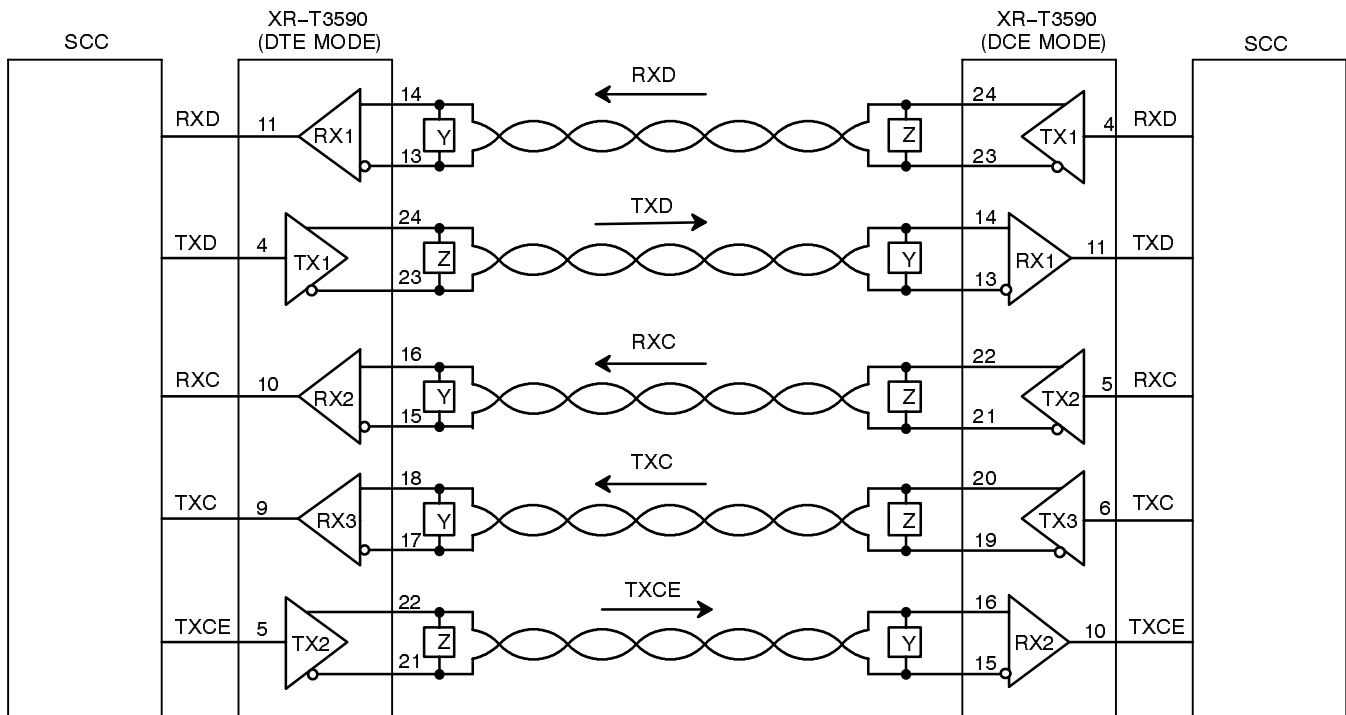 SCC
XR–T3590
(DTE MODE)
XR–T3590
(DCE MODE)
SCC
RXD
RXD 11 RX1 14 Y Z 24 TX1 4 RXD
13 23
TXD
TXD 4 TX1 24 Z Y 14 RX1 11 TXD
23 13
RXC
RXC 10 RX2 16 Y Z 22 TX2 5 RXC
15 21
TXC
TXC 9 RX3 18 Y Z 20 TX3 6 TXC
17 19
TXCE
TXCE 5 TX2 22 Z Y 16 RX2 10 TXCE
21 15